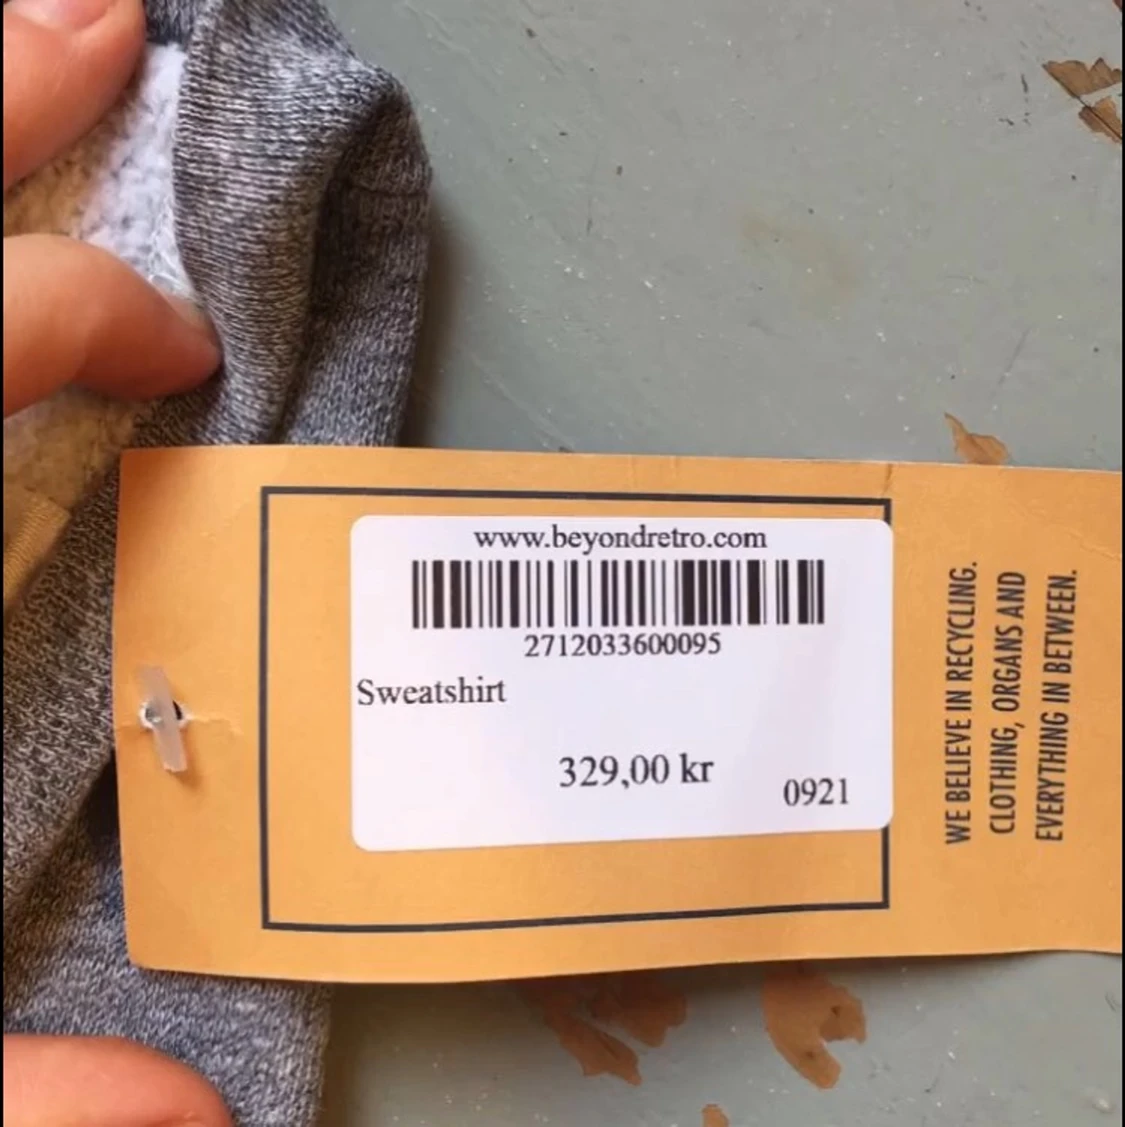 www.beyondretro.com
2712033600095
Sweatshirt
329,00 kr
0921
WE BELIEVE IN RECYCLING.
CLOTHING, ORGANS AND
EVERYTHING IN BETWEEN.